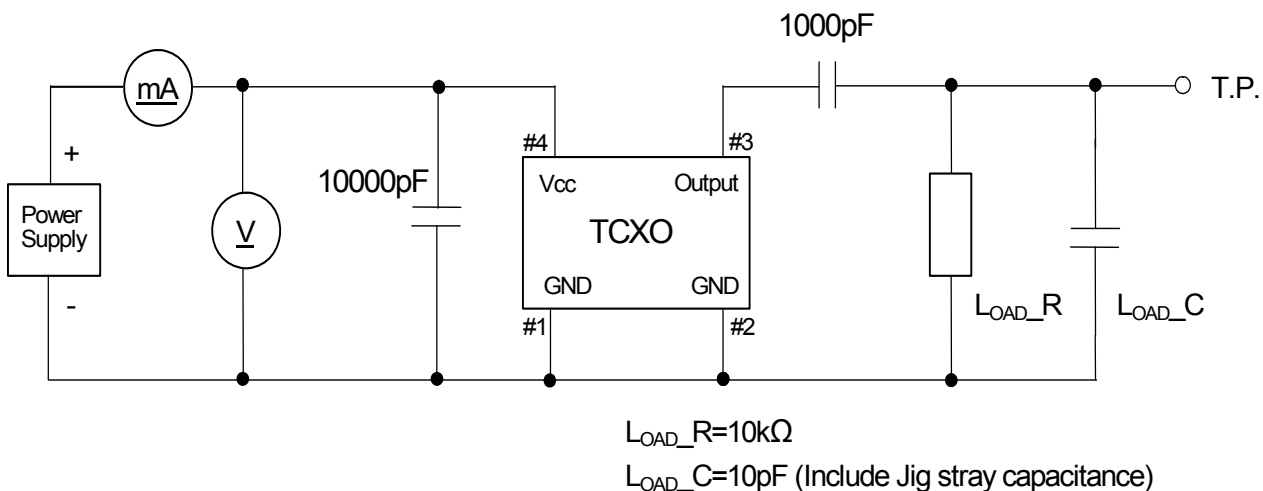 1000pF
mA
T.P.
+
#4
#3
10000pF
Vcc
Output
Power
Supply
V
TCXO
-
GND
GND
#1
#2
LOAD_R
LOAD_C
LOAD_R=10kΩ
LOAD_C=10pF (Include Jig stray capacitance)